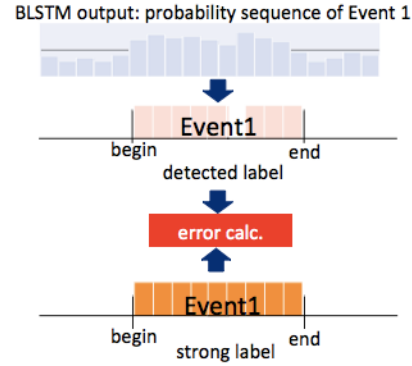 BLSTM output: probability sequence of Event 1
Event1
begin
end
detected label
error calc.
Event1
begin
end
strong label